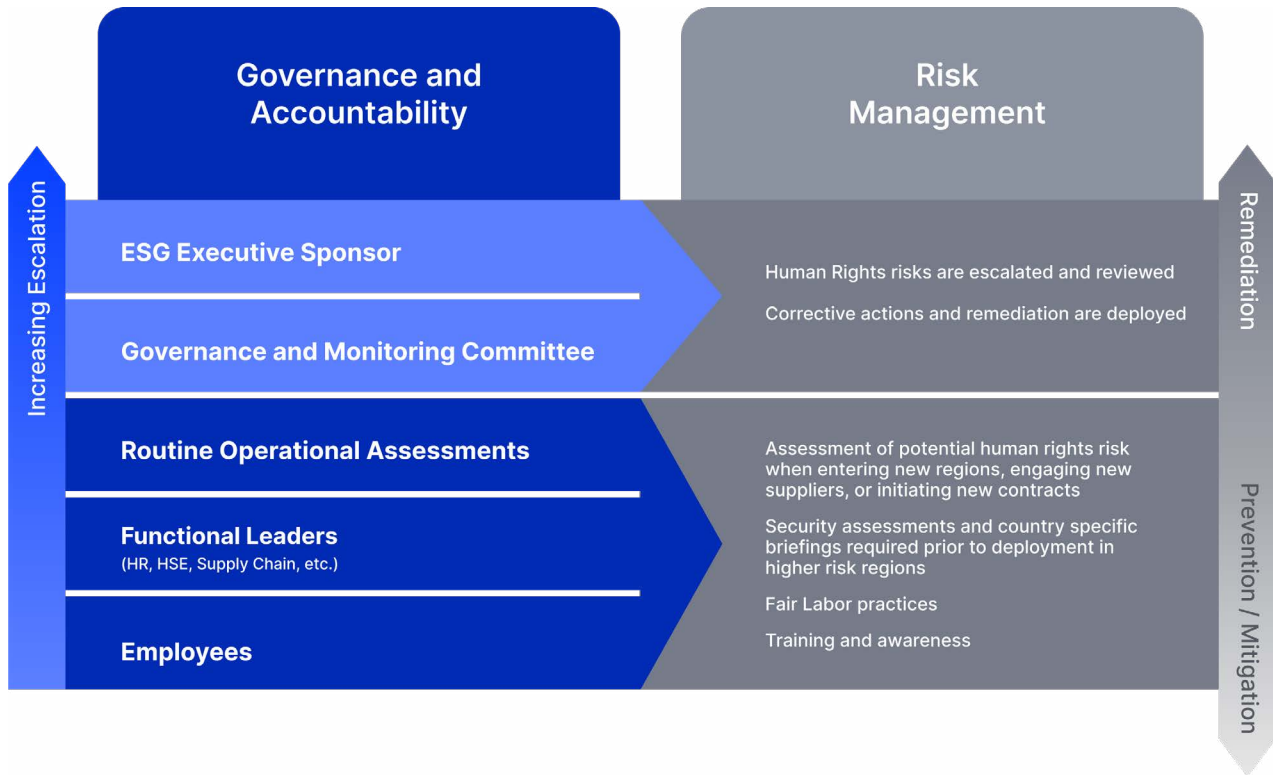 Governance and
Accountability
Risk
Management
Increasing Escalation
ESG Executive Sponsor
Governance and Monitoring Committee
Human Rights risks are escalated and reviewed
Corrective actions and remediation are deployed
Remediation
Routine Operational Assessments
Functional Leaders
(HR, HSE, Supply Chain, etc.)
Employees
Assessment of potential human rights risk
when entering new regions, engaging new
suppliers, or initiating new contracts
Security assessments and country specific
briefings required prior to deployment in
higher risk regions
Fair Labor practices
Training and awareness
Prevention / Mitigation